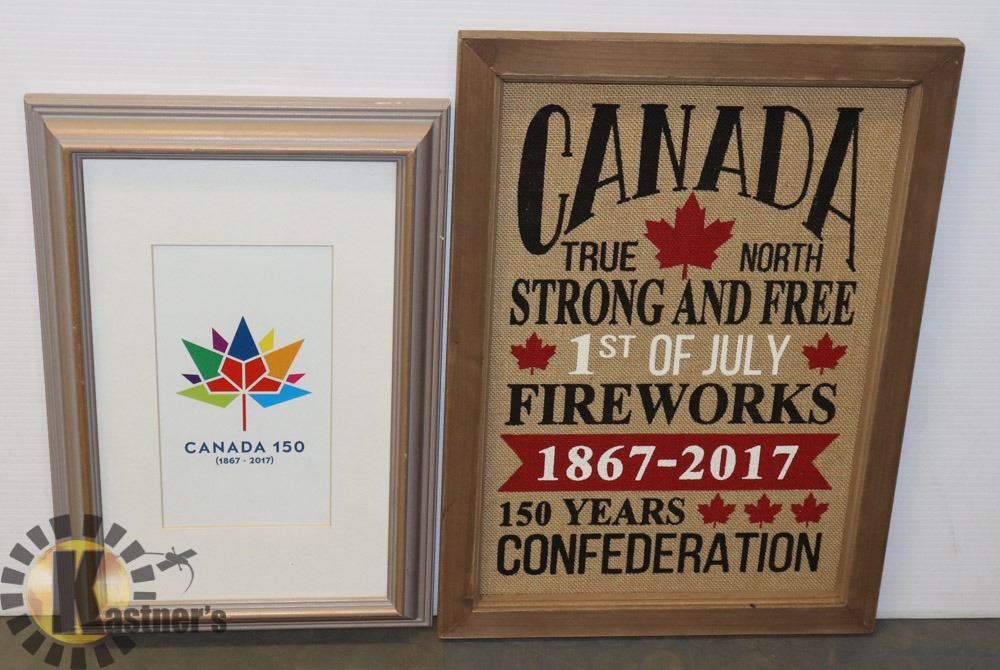 CANADA 150
(1867 - 2017)
CANADA
TRUE NORTH
STRONG AND FREE
1ST OF JULY
FIREWORKS
1867-2017
150 YEARS
CONFEDERATION
Kastner's